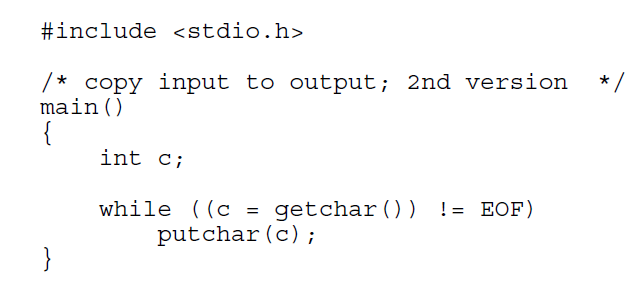 #include <stdio.h>
/* copy input to output; 2nd version  */
main()
{
    int c;
    while ((c = getchar()) != EOF)
        putchar(c);
}